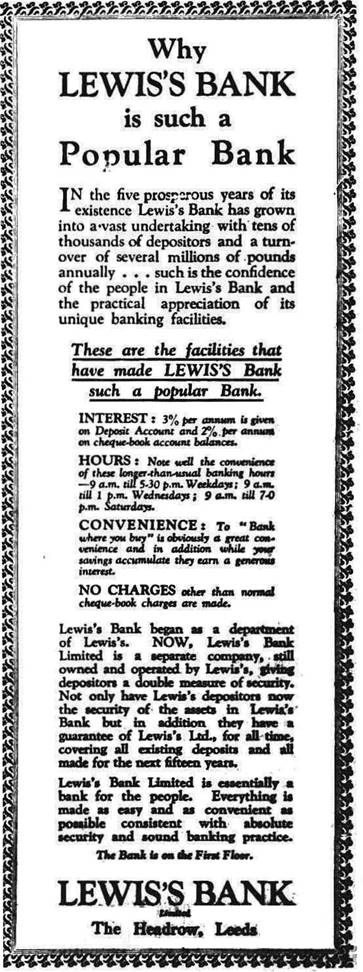 Why
LEWIS'S BANK
is such a
Popular Bank
IN the five prosperous years of its
existence Lewis's Bank has grown
into a vast undertaking with tens of
thousands of depositors and a turn-
over of several millions of pounds
annually . . . such is the confidence
of the people in Lewis's Bank and
the practical appreciation of its
unique banking facilities.
These are the facilities that
have made LEWIS'S Bank
such a popular Bank.
INTEREST : 3% per annum is given
on Deposit Account and 2% per annum
on cheque-book account balances.
HOURS : Note well the convenience
of these longer-than-usual banking hours
—9 a.m. till 5-30 p.m. Weekdays; 9 a.m.
till 1 p.m. Wednesdays ; 9 a.m. till 7-0
p.m. Saturdays.
CONVENIENCE : To "Bank
where you buy" is obviously a great con-
venience and in addition while your
savings accumulate they earn a generous
interest.
NO CHARGES other than normal
cheque-book charges are made.
Lewis's Bank began as a department
of Lewis's. NOW, Lewis's Bank
Limited is a separate company, still
owned and operated by Lewis's, giving
depositors a double measure of security.
Not only have Lewis's depositors now
the security of the assets in Lewis's
Bank but in addition they have a
guarantee of Lewis's Ltd., for all time,
covering all existing deposits and all
made for the next fifteen years.
Lewis's Bank Limited is essentially a
bank for the people. Everything is
made as easy and as convenient as
possible consistent with absolute
security and sound banking practice.
The Bank is on the First Floor.
LEWIS'S BANK
Limited
The Headrow, Leeds